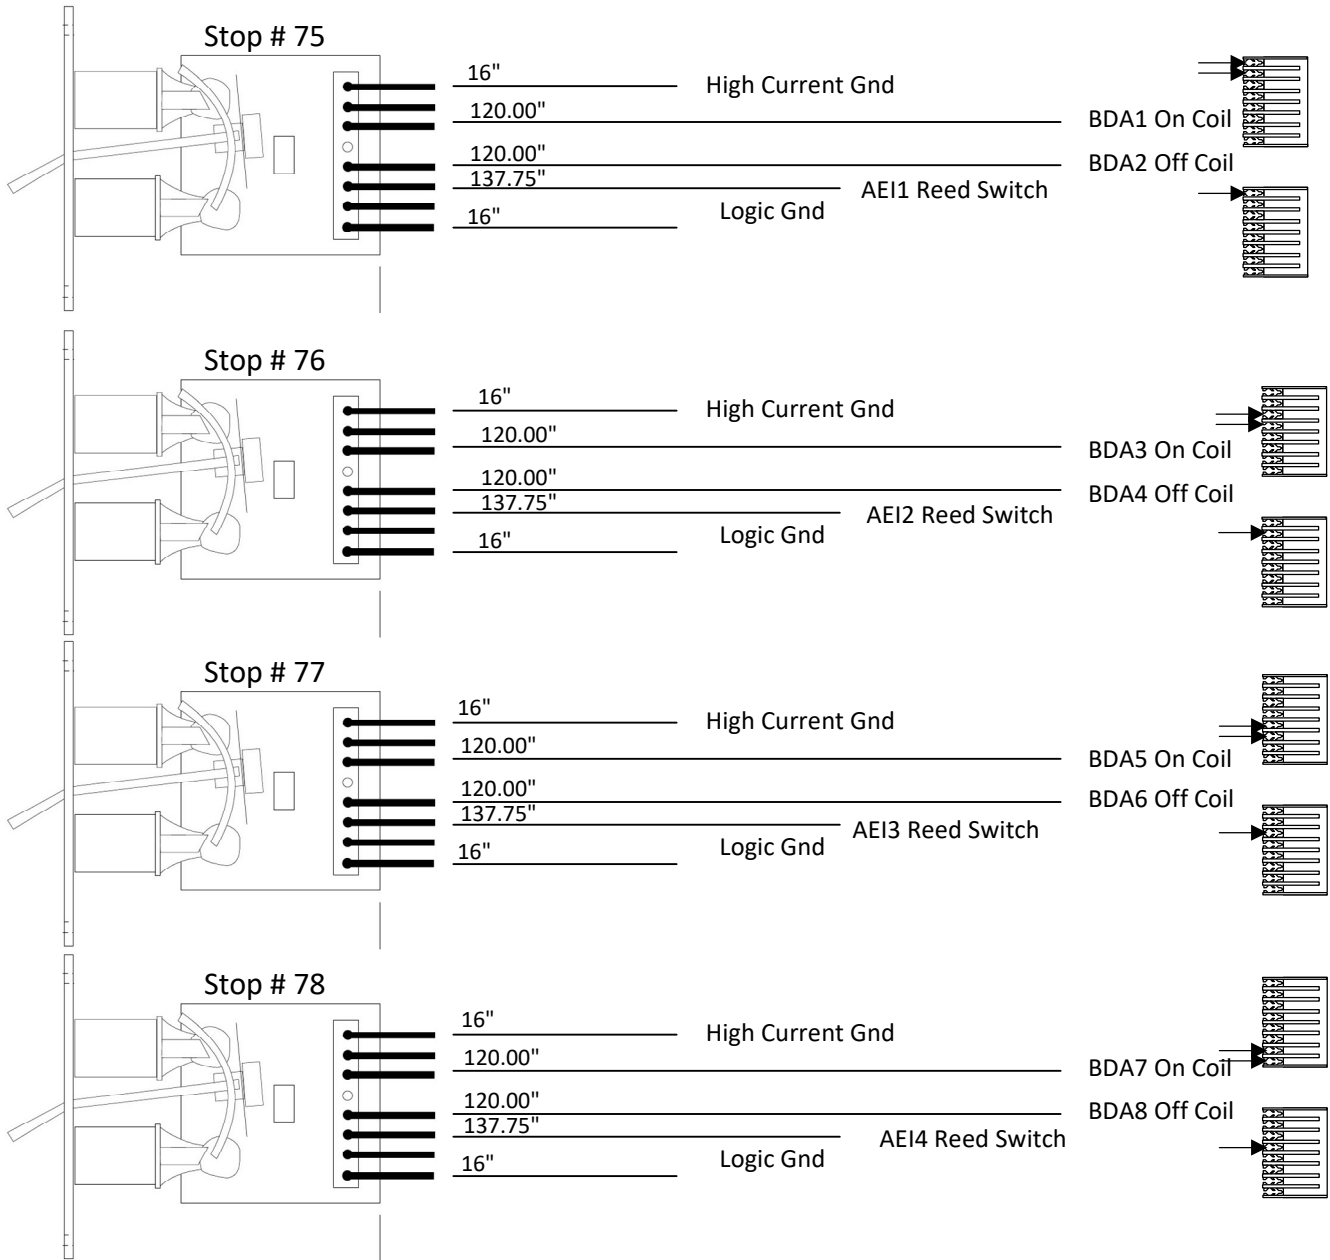 Stop # 75
16"
High Current Gnd
120.00"
BDA1 On Coil
120.00"
BDA2 Off Coil
137.75"
AEI1 Reed Switch
Logic Gnd
16"
Stop # 76
16"
High Current Gnd
120.00"
BDA3 On Coil
120.00"
BDA4 Off Coil
137.75"
AEI2 Reed Switch
Logic Gnd
16"
Stop # 77
16"
High Current Gnd
120.00"
BDA5 On Coil
120.00"
BDA6 Off Coil
137.75"
AEI3 Reed Switch
Logic Gnd
16"
Stop # 78
16"
High Current Gnd
120.00"
BDA7 On Coil
120.00"
BDA8 Off Coil
137.75"
AEI4 Reed Switch
Logic Gnd
16"